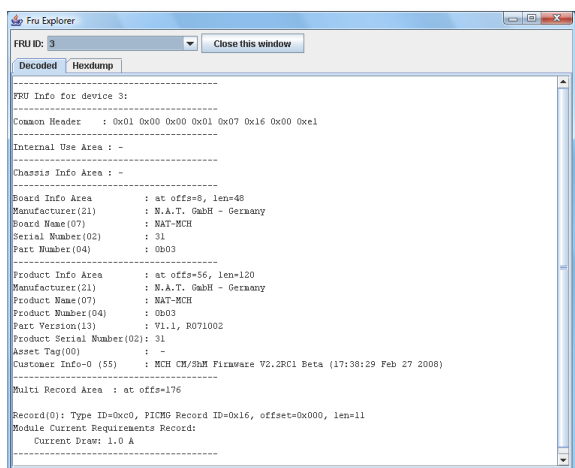 Fru Explorer
FRU ID: 3 Close this window
Decoded Hexdump
----------------------------------------
FRU Info for device 3:
----------------------------------------
Common Header : 0x01 0x00 0x00 0x01 0x07 0x16 0x00 0xe1
----------------------------------------
Internal Use Area : -
----------------------------------------
Chassis Info Area : -
----------------------------------------
Board Info Area : at offs=8, len=48
Manufacturer(21) : N.A.T. GmbH - Germany
Board Name(07) : NAT-MCH
Serial Number(02) : 31
Part Number(04) : 0b03
----------------------------------------
Product Info Area : at offs=56, len=120
Manufacturer(21) : N.A.T. GmbH - Germany
Product Name(07) : NAT-MCH
Product Number(04) : 0b03
Part Version(13) : V1.1, R071002
Product Serial Number(02): 31
Asset Tag(00) : -
Customer Info-0 (55) : MCH CM/ShM Firmware V2.2RC1 Beta (17:38:29 Feb 27 2008)
----------------------------------------
Multi Record Area : at offs=176
Record(0): Type ID=0xc0, PICMG Record ID=0x16, offset=0x000, len=11
Module Current Requirements Record:
Current Draw: 1.0 A
----------------------------------------